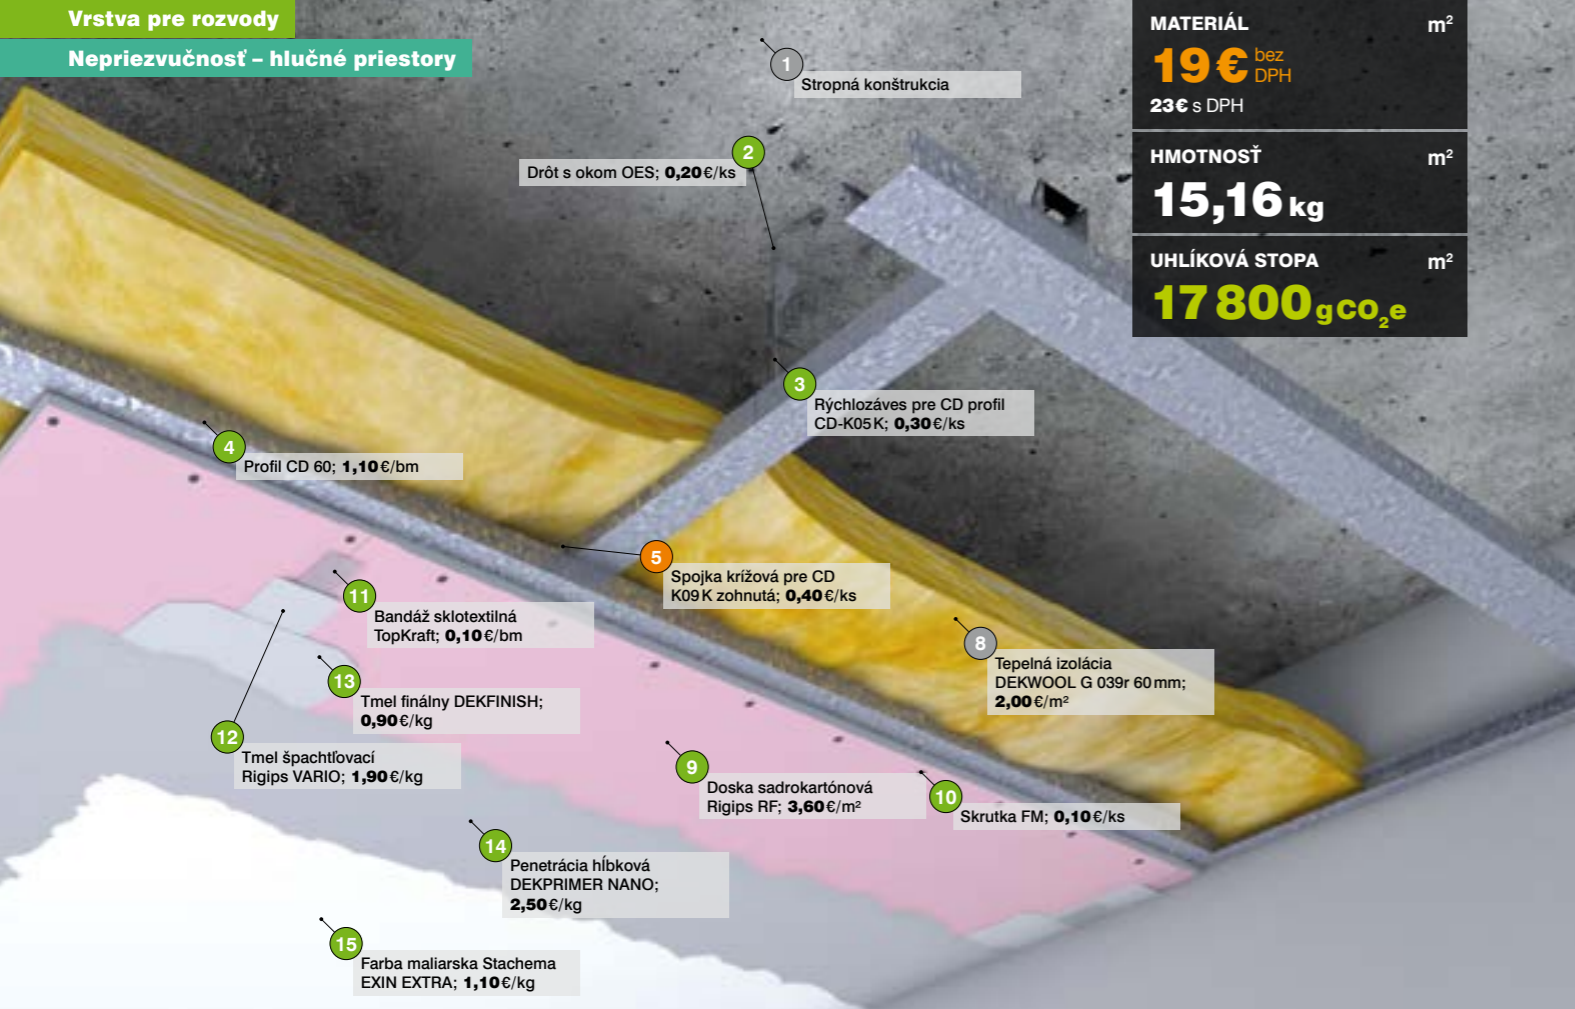 Vrstva pre rozvody
Nepriezvučnosť – hlučné priestory
MATERIÁL m²
19 € bez
DPH
23€ s DPH
HMOTNOSŤ m²
15,16 kg
UHLÍKOVÁ STOPA m²
17 800 g CO₂e
1
Stropná konštrukcia
2
Drôt s okom OES; 0,20 €/ks
3
Rýchlozáves pre CD profil
CD-K05 K; 0,30 €/ks
4
Profil CD 60; 1,10 €/bm
5
Spojka krížová pre CD
K09 K zohnutá; 0,40 €/ks
11
Bandáž sklotextilná
TopKraft; 0,10 €/bm
8
Tepelná izolácia
DEKWOOL G 039r 60 mm;
2,00 €/m²
13
Tmel finálny DEKFINISH;
0,90 €/kg
12
Tmel špachtľovací
Rigips VARIO; 1,90 €/kg
9
Doska sadrokartónová
Rigips RF; 3,60 €/m²
10
Skrutka FM; 0,10 €/ks
14
Penetrácia hĺbková
DEKPRIMER NANO;
2,50 €/kg
15
Farba maliarska Stachema
EXIN EXTRA; 1,10 €/kg